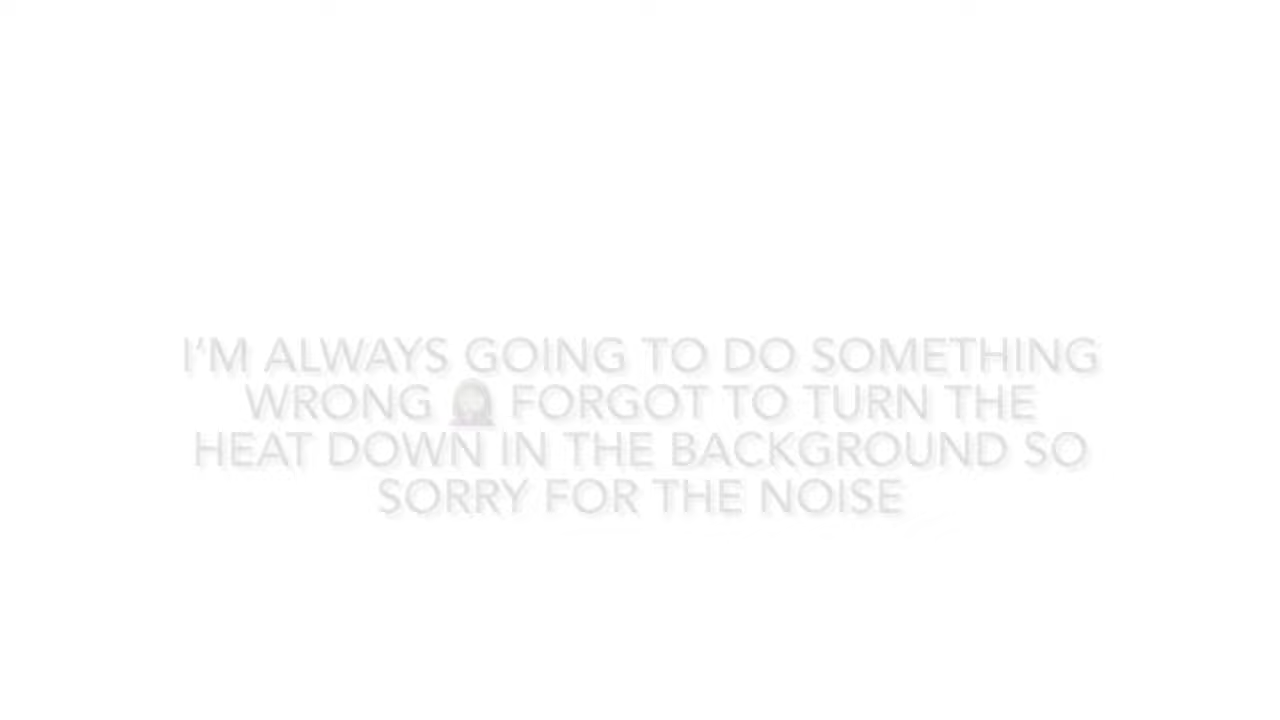 I'M ALWAYS GOING TO DO SOMETHING
WRONG 🤦 FORGOT TO TURN THE
HEAT DOWN IN THE BACKGROUND SO
SORRY FOR THE NOISE